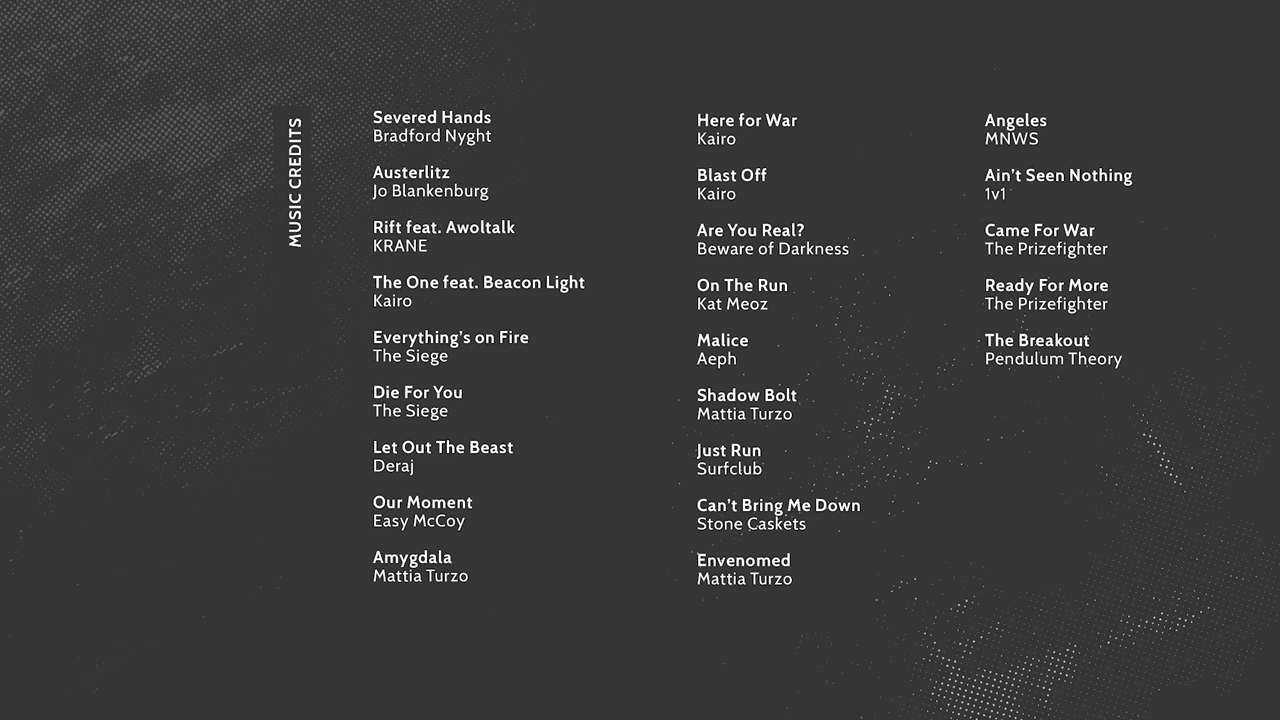 MUSIC CREDITS
Severed Hands
Bradford Nyght
Austerlitz
Jo Blankenburg
Rift feat. Awoltalk
KRANE
The One feat. Beacon Light
Kairo
Everything's on Fire
The Siege
Die For You
The Siege
Let Out The Beast
Deraj
Our Moment
Easy McCoy
Amygdala
Mattia Turzo
Here for War
Kairo
Blast Off
Kairo
Are You Real?
Beware of Darkness
On The Run
Kat Meoz
Malice
Aeph
Shadow Bolt
Mattia Turzo
Just Run
Surfclub
Can't Bring Me Down
Stone Caskets
Envenomed
Mattia Turzo
Angeles
MNWS
Ain't Seen Nothing
1v1
Came For War
The Prizefighter
Ready For More
The Prizefighter
The Breakout
Pendulum Theory